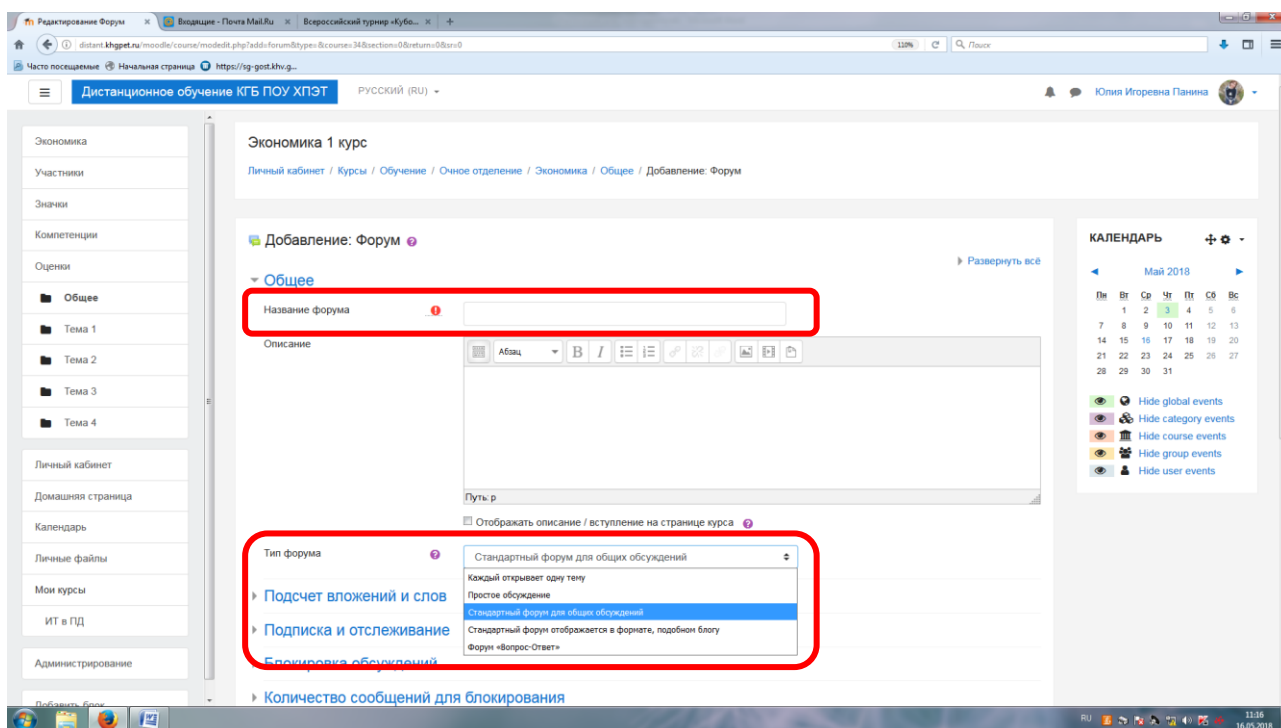 Редактирование Форум
Входящие - Почта Mail.Ru
Всероссийский турнир «Кубо...
distant.khgpet.ru/moodle/course/modedit.php?add=forum&type=&course=34&section=0&return=0&sr=0
110%
Поиск
Часто посещаемые
Начальная страница
https://sg-gost.khv.g...
Дистанционное обучение КГБ ПОУ ХПЭТ
РУССКИЙ (RU)
Юлия Игоревна Панина
Экономика
Участники
Значки
Компетенции
Оценки
Общее
Тема 1
Тема 2
Тема 3
Тема 4
Личный кабинет
Домашняя страница
Календарь
Личные файлы
Мои курсы
ИТ в ПД
Администрирование
Добавить блок
Экономика 1 курс
Личный кабинет / Курсы / Обучение / Очное отделение / Экономика / Общее / Добавление: Форум
Добавление: Форум
Развернуть всё
Общее
Название форума
Описание
Абзац
B I
Путь: p
Отображать описание / вступление на странице курса
Тип форума
Стандартный форум для общих обсуждений
Каждый открывает одну тему
Простое обсуждение
Стандартный форум для общих обсуждений
Стандартный форум отображается в формате, подобном блогу
Форум «Вопрос-Ответ»
Подсчет вложений и слов
Подписка и отслеживание
Блокировка обсуждений
Количество сообщений для блокирования
КАЛЕНДАРЬ
Май 2018
Пн Вт Ср Чт Пт Сб Вс
1 2 3 4 5 6
7 8 9 10 11 12 13
14 15 16 17 18 19 20
21 22 23 24 25 26 27
28 29 30 31
Hide global events
Hide category events
Hide course events
Hide group events
Hide user events
RU
11:16
16.05.2018